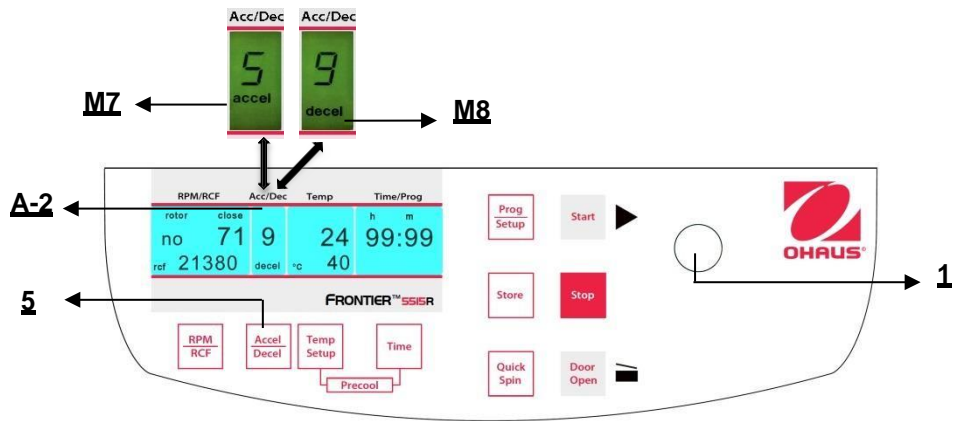 Acc/Dec
Acc/Dec
5
accel
9
decel
M7
M8
A-2
5
1
RPM/RCF Acc/Dec Temp Time/Prog
rotor close h m
no 71 9 24 99:99
rcf 21380 decel °C 40
FRONTIER™ 5515R
RPM
RCF
Accel
Decel
Temp
Setup
Time
Precool
Prog
Setup
Start
Store
Stop
Quick
Spin
Door
Open
OHAUS®